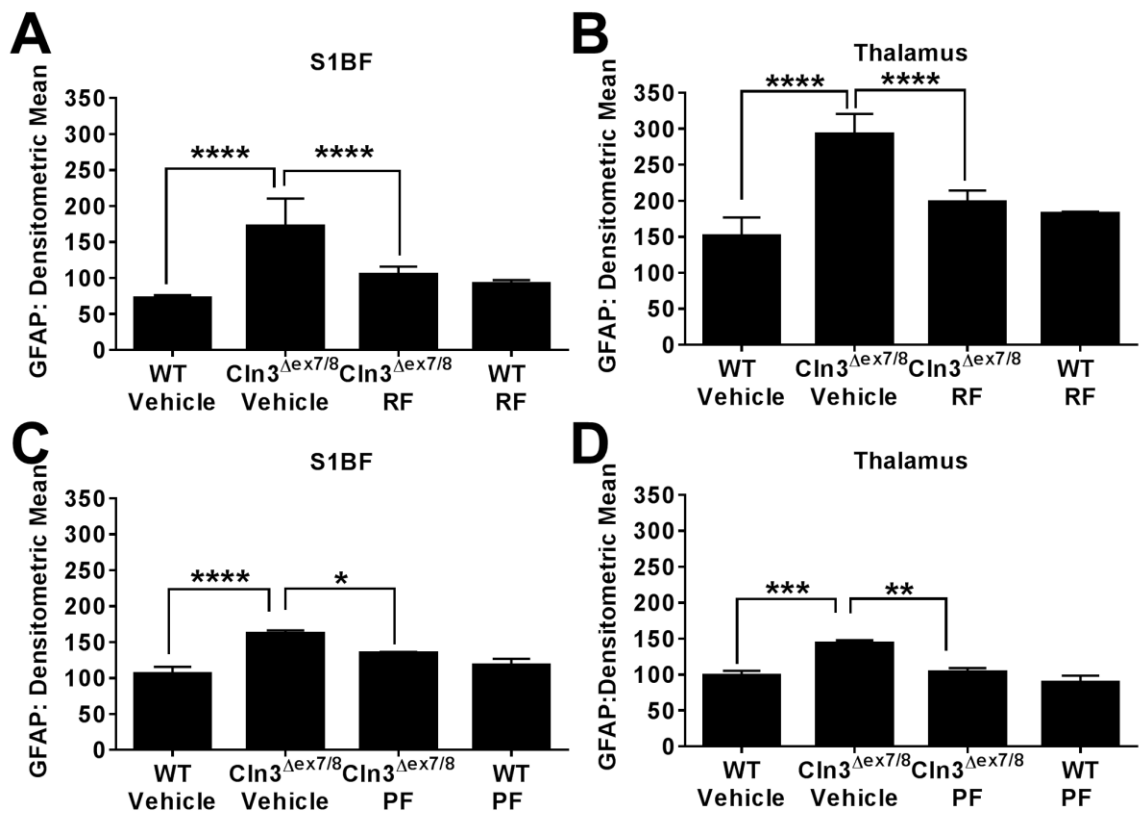 A
S1BF
GFAP: Densitometric Mean
350
300
250
200
150
100
50
0
**** ****
WT Cln3Δex7/8 Cln3Δex7/8 WT
Vehicle Vehicle RF RF
B
Thalamus
GFAP: Densitometric Mean
350
300
250
200
150
100
50
0
**** ****
WT Cln3Δex7/8 Cln3Δex7/8 WT
Vehicle Vehicle RF RF
C
S1BF
GFAP: Densitometric Mean
350
300
250
200
150
100
50
0
**** *
WT Cln3Δex7/8 Cln3Δex7/8 WT
Vehicle Vehicle PF PF
D
Thalamus
GFAP:Densitometric Mean
350
300
250
200
150
100
50
0
*** **
WT Cln3Δex7/8 Cln3Δex7/8 WT
Vehicle Vehicle PF PF